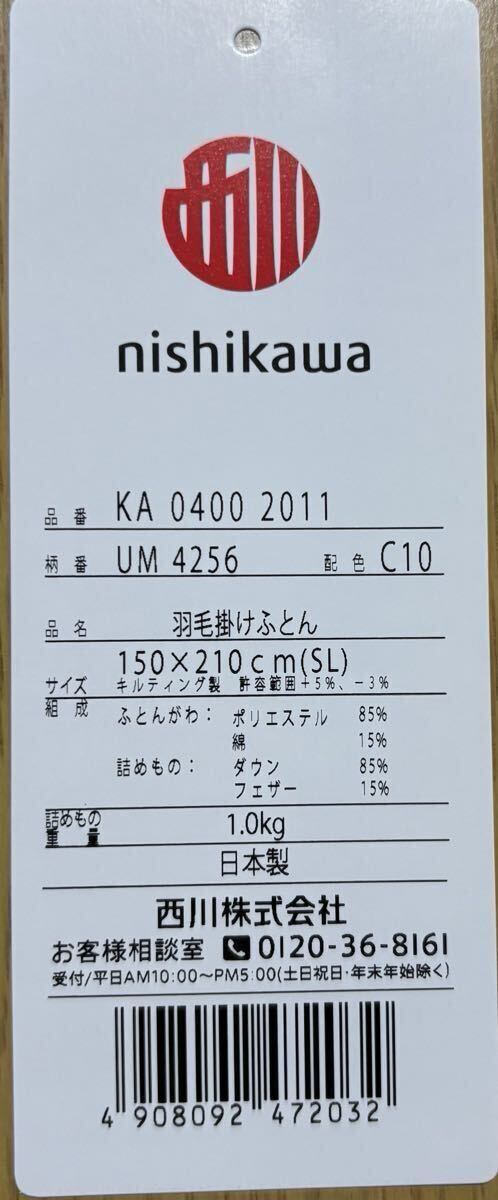 西川
nishikawa
品番 KA 0400 2011
柄番 UM 4256 配色 C10
品名 羽毛掛けふとん
サイズ 150×210cm(SL)
キルティング製 許容範囲+5%、-3%
組成 ふとんがわ: ポリエステル 85%
綿 15%
詰めもの: ダウン 85%
フェザー 15%
詰めもの重量 1.0kg
日本製
西川株式会社
お客様相談室 0120-36-8161
受付/平日AM10:00~PM5:00(土日祝日・年末年始除く)
4 908092 472032